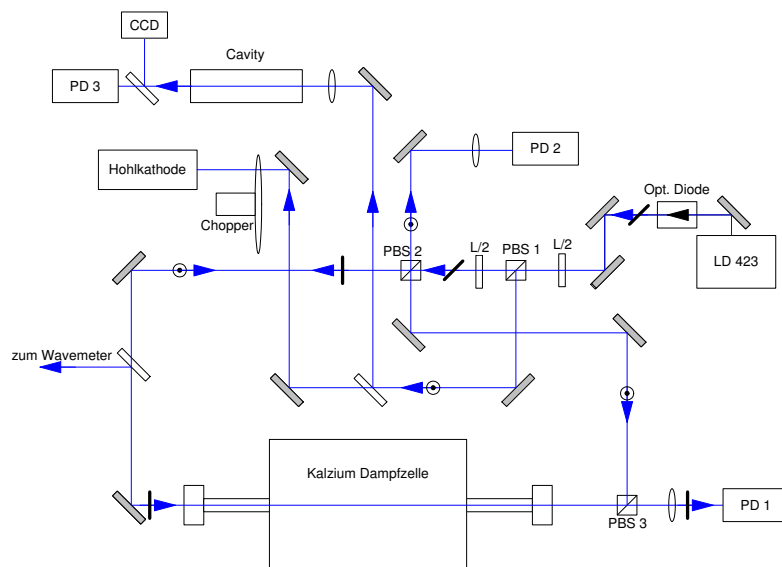 CCD
Cavity
PD 3
PD 2
Hohlkathode
Opt. Diode
Chopper
L/2
PBS 1
L/2
PBS 2
LD 423
zum Wavemeter
Kalzium Dampfzelle
PD 1
PBS 3